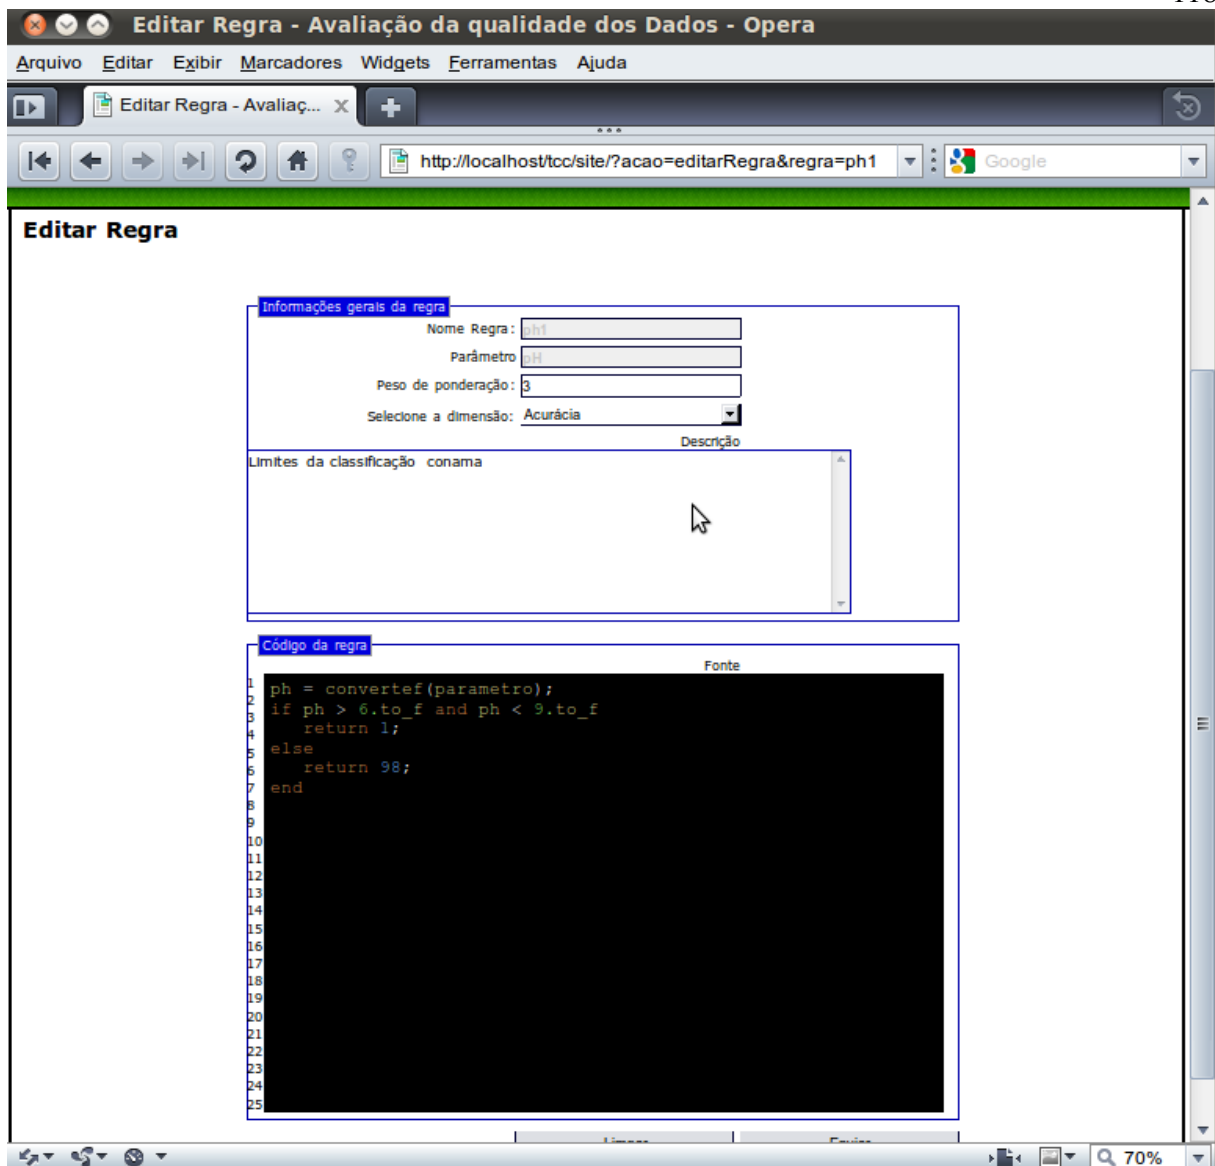 Editar Regra - Avaliação da qualidade dos Dados - Opera
Arquivo Editar Exibir Marcadores Widgets Ferramentas Ajuda
Editar Regra - Avaliaç...
http://localhost/tcc/site/?acao=editarRegra&regra=ph1
Google
Editar Regra
Informações gerais da regra
Nome Regra: ph1
Parâmetro pH
Peso de ponderação: 3
Selecione a dimensão: Acurácia
Descrição
Limites da classificação conama
Código da regra
Fonte
1
2
3
4
5
6
7
8
9
10
11
12
13
14
15
16
17
18
19
20
21
22
23
24
25
ph = convertef(parametro);
if ph > 6.to_f and ph < 9.to_f
return 1;
else
return 98;
end
70%